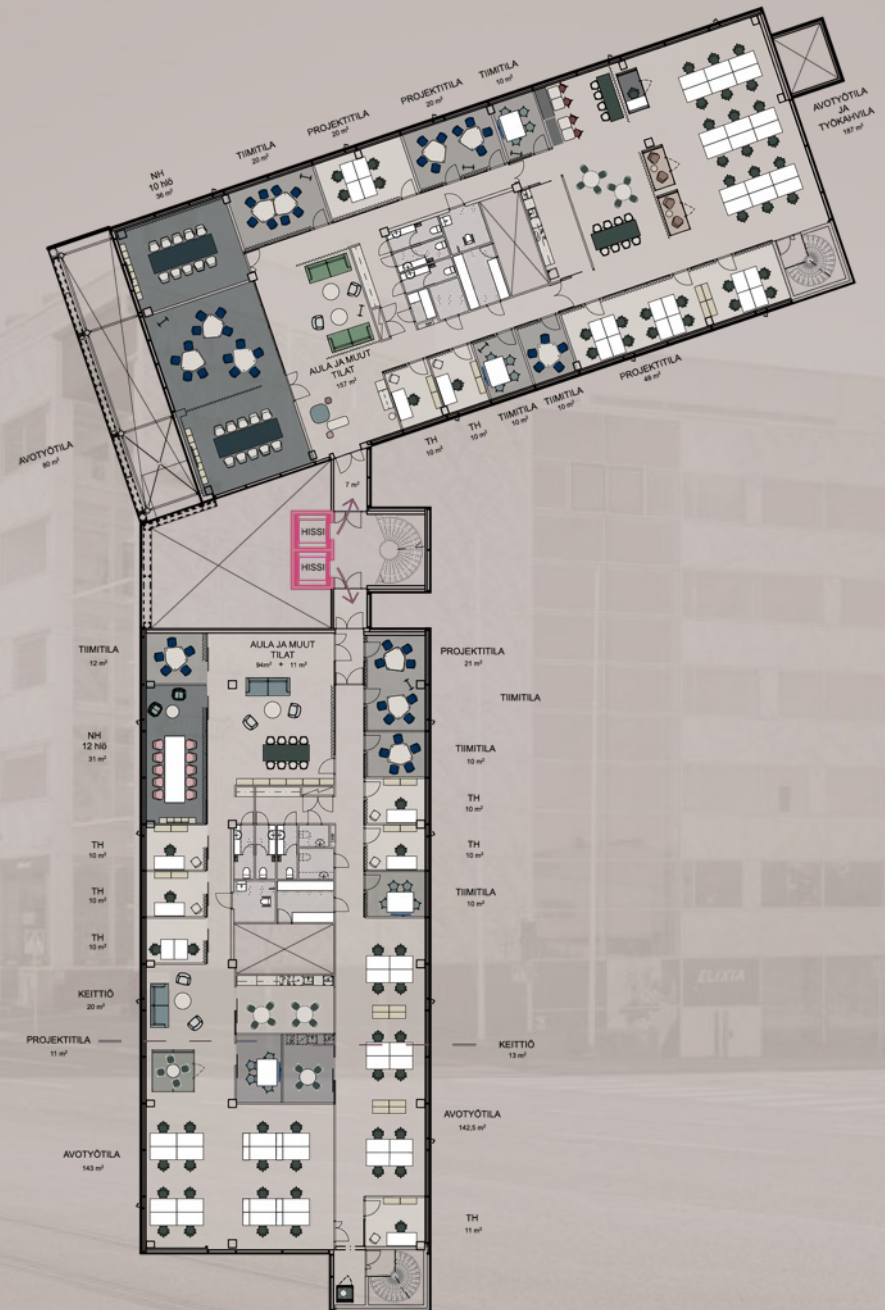 TIIMITILA
10 m²
PROJEKTITILA
20 m²
PROJEKTITILA
20 m²
TIIMITILA
20 m²
NH
10 hlö
36 m²
AVOTYÖTILA
JA
TYÖKAHVILA
187 m²
AULA JA MUUT
TILAT
157 m²
PROJEKTITILA
48 m²
TIIMITILA
10 m²
TIIMITILA
10 m²
TH
10 m²
TH
10 m²
AVOTYÖTILA
80 m²
7 m²
HISSI
HISSI
TIIMITILA
12 m²
AULA JA MUUT
TILAT
94m² + 11 m²
PROJEKTITILA
21 m²
TIIMITILA
NH
12 hlö
31 m²
TIIMITILA
10 m²
TH
10 m²
TH
10 m²
TH
10 m²
TH
10 m²
TIIMITILA
10 m²
TH
10 m²
ELIXIA
KEITTIÖ
20 m²
PROJEKTITILA
11 m²
KEITTIÖ
13 m²
AVOTYÖTILA
142,5 m²
AVOTYÖTILA
143 m²
TH
11 m²